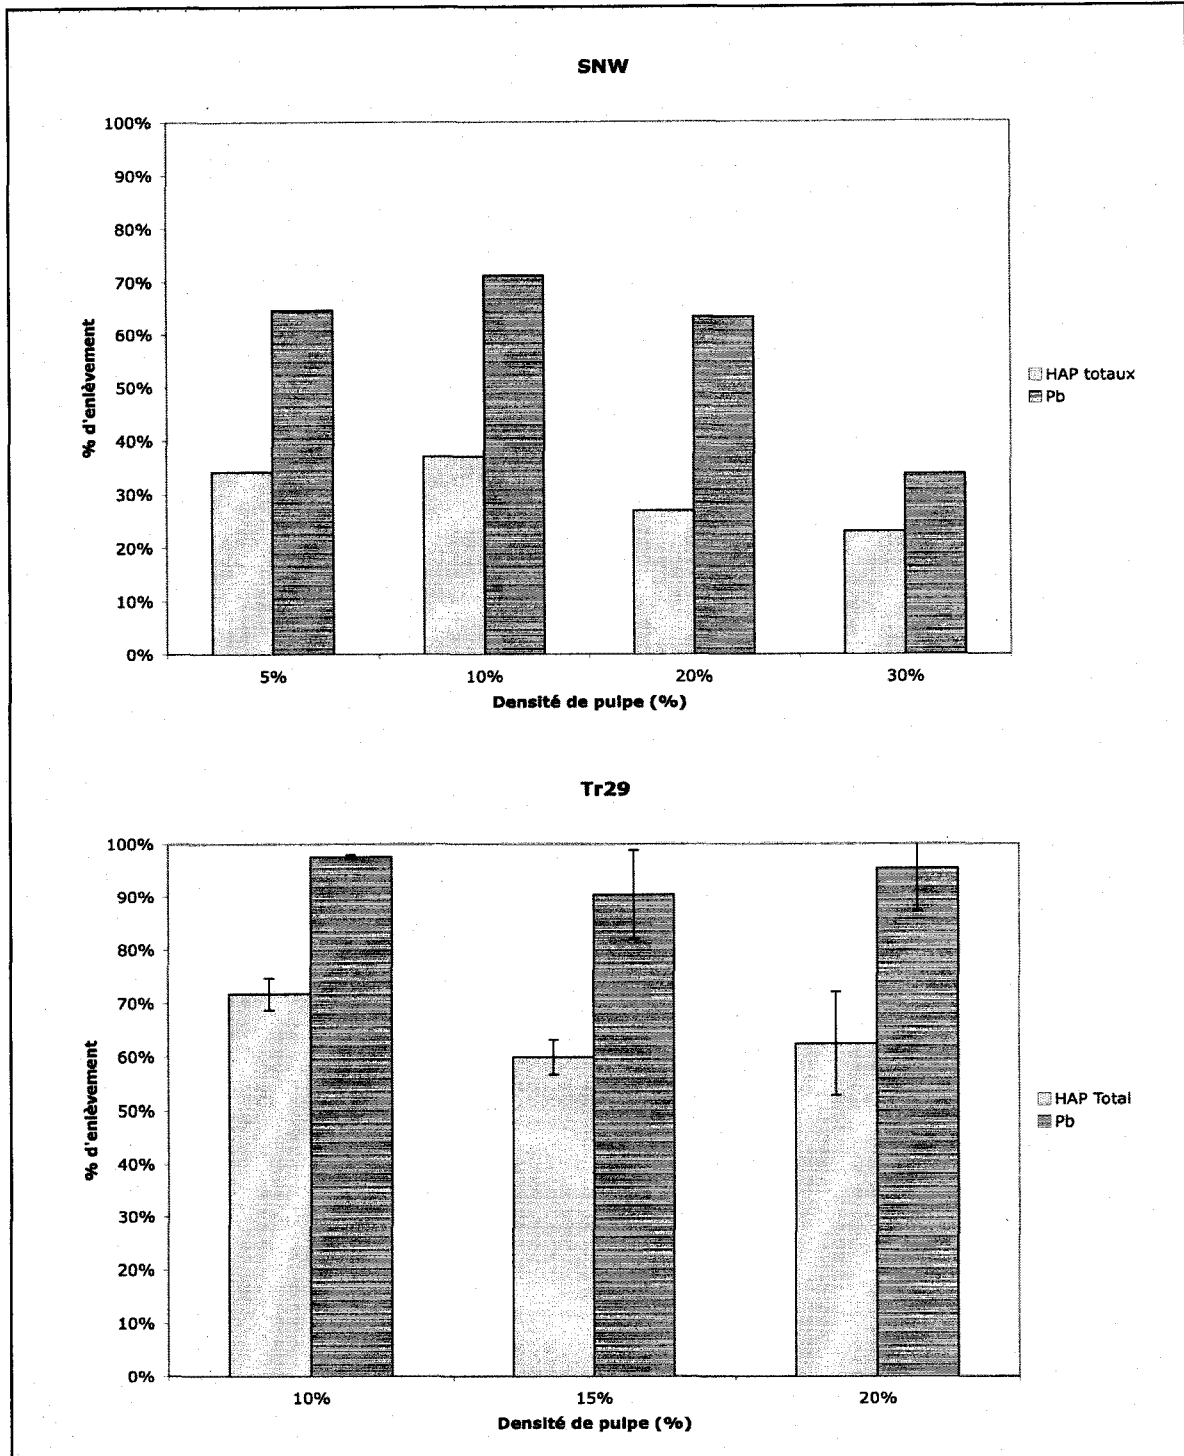 SNW
100%
90%
80%
70%
60%
50%
40%
30%
20%
10%
0%
% d'enlèvement
5% 10% 20% 30%
Densité de pulpe (%)
HAP totaux
Pb
Tr29
100%
90%
80%
70%
60%
50%
40%
30%
20%
10%
0%
% d'enlèvement
10% 15% 20%
Densité de pulpe (%)
HAP Total
Pb